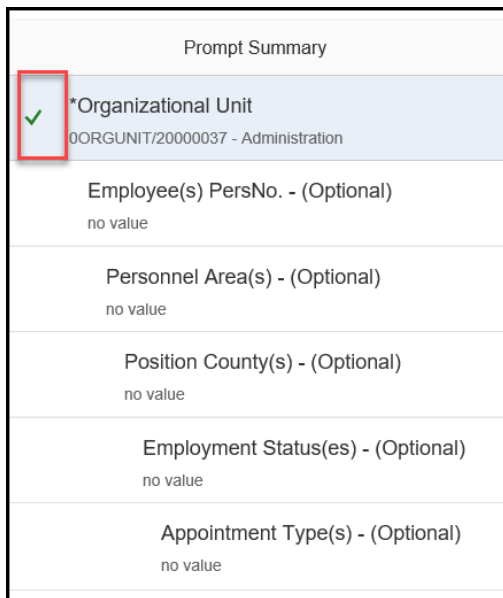 Prompt Summary
*Organizational Unit
0ORGUNIT/20000037 - Administration
Employee(s) PersNo. - (Optional)
no value
Personnel Area(s) - (Optional)
no value
Position County(s) - (Optional)
no value
Employment Status(es) - (Optional)
no value
Appointment Type(s) - (Optional)
no value